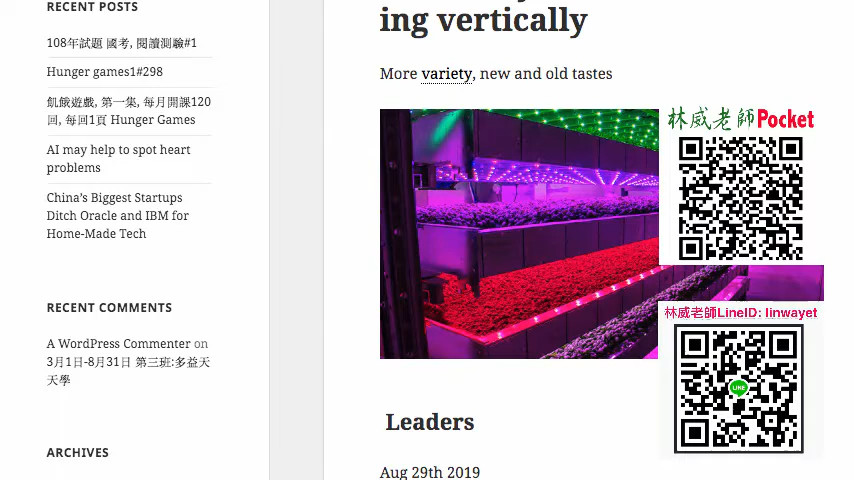 RECENT POSTS
108年試題 國考, 閱讀測驗#1
Hunger games1#298
飢餓遊戲, 第一集, 每月開課120
回, 每回1頁 Hunger Games
AI may help to spot heart
problems
China's Biggest Startups
Ditch Oracle and IBM for
Home-Made Tech
RECENT COMMENTS
A WordPress Commenter on
3月1日-8月31日 第三班:多益天
天學
ARCHIVES
ing vertically
More variety, new and old tastes
林威老師Pocket
林威老師LineID: linwayet
LINE
Leaders
Aug 29th 2019